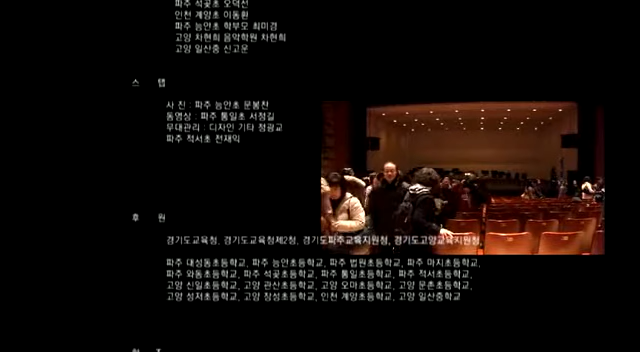 파주 석곶초 오덕선
인천 계양초 이동환
파주 능안초 학부모 최미경
고양 차현희 음악학원 차현희
고양 일산중 신고운
스 탭
사 진 : 파주 능안초 문봉찬
동영상 : 파주 통일초 서정길
무대관리 : 디자인 기타 정광교
파주 적서초 전재익
후 원
경기도교육청, 경기도교육청제2청, 경기도파주교육지원청, 경기도고양교육지원청,
파주 대성동초등학교, 파주 능안초등학교, 파주 법원초등학교, 파주 마지초등학교,
파주 와동초등학교, 파주 석곶초등학교, 파주 통일초등학교, 파주 적서초등학교,
고양 신일초등학교, 고양 관산초등학교, 고양 오마초등학교, 고양 문촌초등학교,
고양 성저초등학교, 고양 장성초등학교, 인천 계양초등학교, 고양 일산중학교